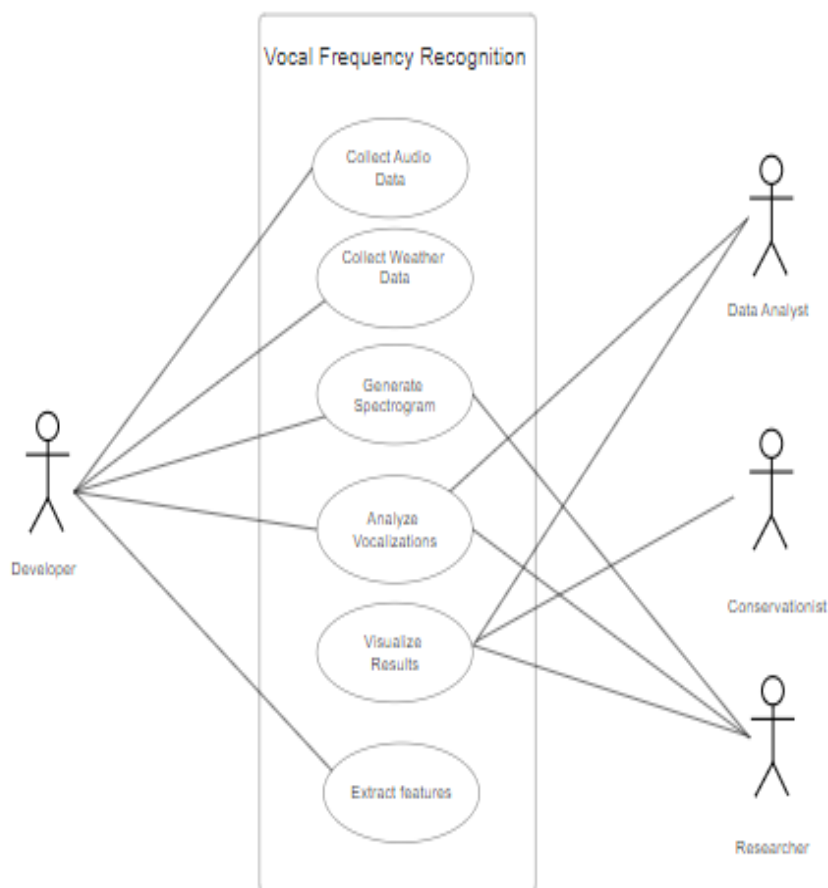 Vocal Frequency Recognition
Collect Audio
Data
Collect Weather
Data
Generate
Spectrogram
Analyze
Vocalizations
Visualize
Results
Extract features
Developer
Data Analyst
Conservationist
Researcher